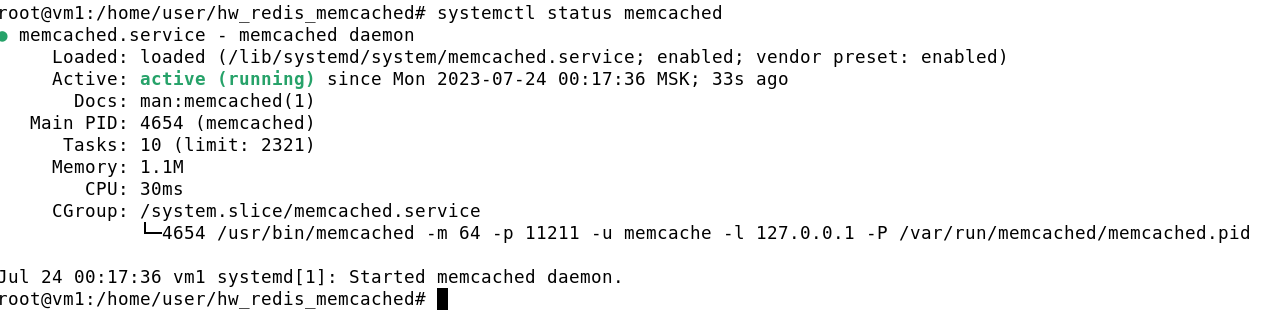 root@vm1:/home/user/hw_redis_memcached# systemctl status memcached
● memcached.service - memcached daemon
     Loaded: loaded (/lib/systemd/system/memcached.service; enabled; vendor preset: enabled)
     Active: active (running) since Mon 2023-07-24 00:17:36 MSK; 33s ago
       Docs: man:memcached(1)
   Main PID: 4654 (memcached)
      Tasks: 10 (limit: 2321)
     Memory: 1.1M
        CPU: 30ms
     CGroup: /system.slice/memcached.service
             └─4654 /usr/bin/memcached -m 64 -p 11211 -u memcache -l 127.0.0.1 -P /var/run/memcached/memcached.pid

Jul 24 00:17:36 vm1 systemd[1]: Started memcached daemon.
root@vm1:/home/user/hw_redis_memcached#